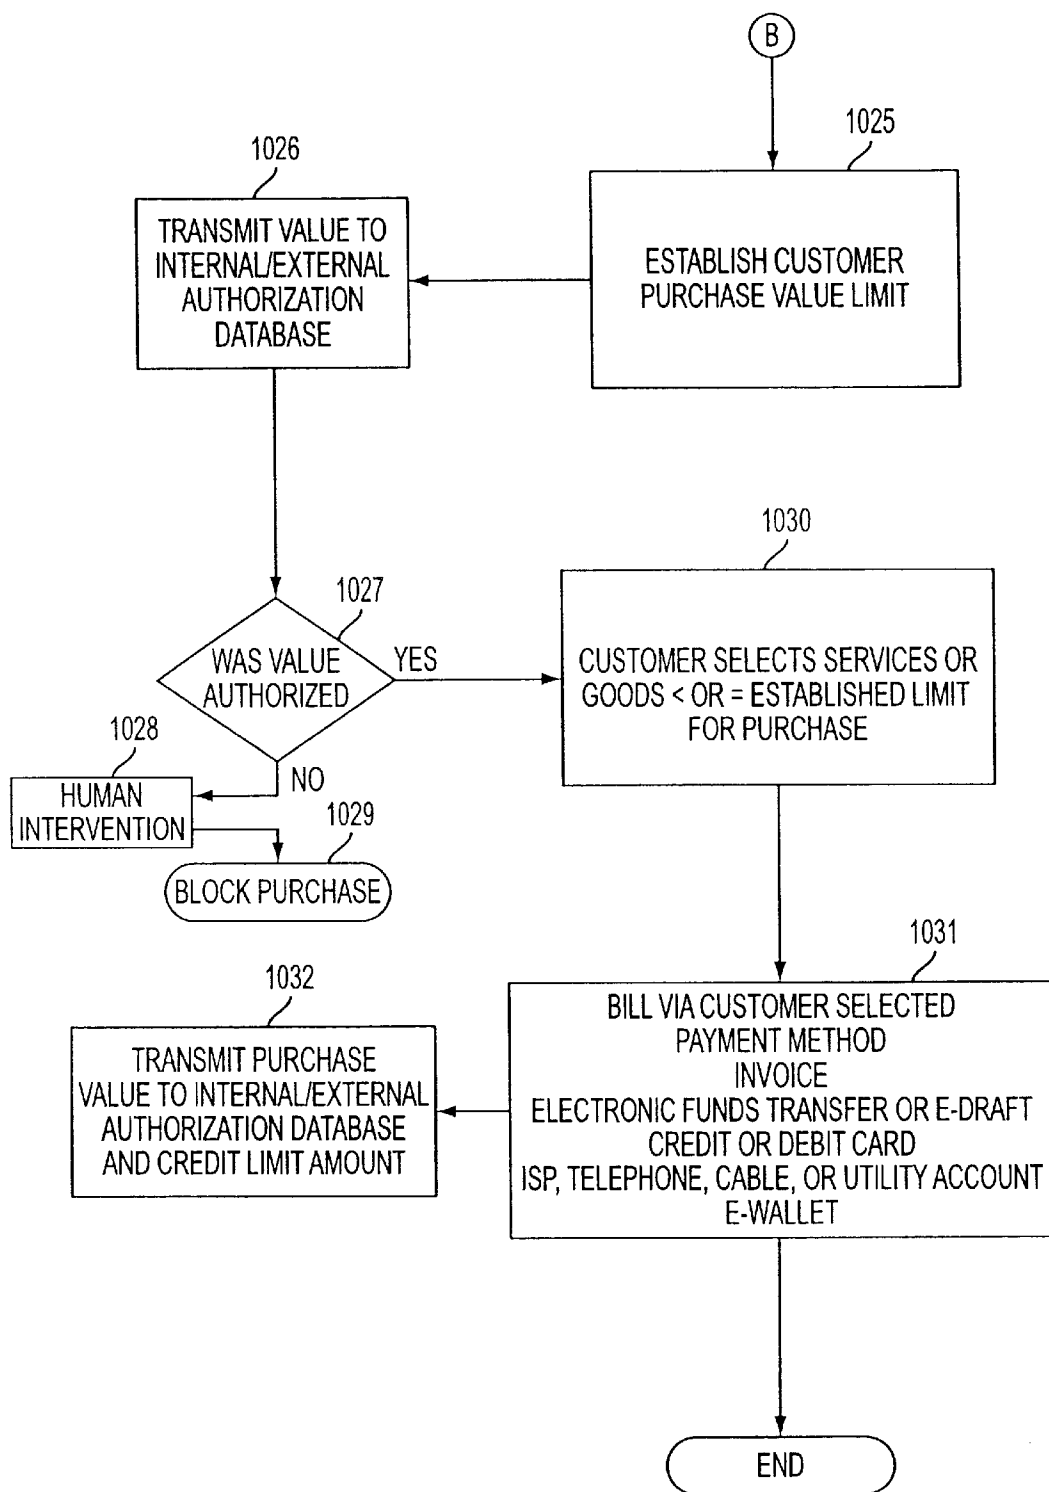 B
1025
ESTABLISH CUSTOMER
PURCHASE VALUE LIMIT
1026
TRANSMIT VALUE TO
INTERNAL/EXTERNAL
AUTHORIZATION
DATABASE
1027
WAS VALUE
AUTHORIZED
YES
NO
1028
HUMAN
INTERVENTION
1029
BLOCK PURCHASE
1030
CUSTOMER SELECTS SERVICES OR
GOODS < OR = ESTABLISHED LIMIT
FOR PURCHASE
1031
BILL VIA CUSTOMER SELECTED
PAYMENT METHOD
INVOICE
ELECTRONIC FUNDS TRANSFER OR E-DRAFT
CREDIT OR DEBIT CARD
ISP, TELEPHONE, CABLE, OR UTILITY ACCOUNT
E-WALLET
1032
TRANSMIT PURCHASE
VALUE TO INTERNAL/EXTERNAL
AUTHORIZATION DATABASE
AND CREDIT LIMIT AMOUNT
END